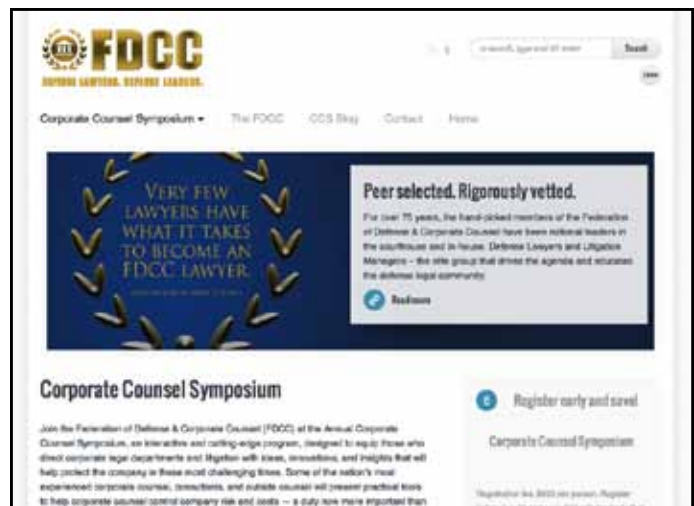 FDCC
DEFENSE LAWYERS. DEFENSE LEADERS.
Search
Corporate Counsel Symposium The FDCC CCS Blog Contact Home
VERY FEW
LAWYERS HAVE
WHAT IT TAKES
TO BECOME AN
FDCC LAWYER
Peer selected. Rigorously vetted.
For over 75 years, the hand-picked members of the Federation
of Defense & Corporate Counsel have been national leaders in
the courthouse and in-house. Defense Lawyers and Litigation
Managers – the elite group that drives the agenda and educates
the defense legal community.
Read more
Corporate Counsel Symposium
Register early and save!
Join the Federation of Defense & Corporate Counsel (FDCC) at the Annual Corporate
Counsel Symposium, an interactive and cutting-edge program, designed to equip those who
direct corporate legal departments and litigation with ideas, innovations, and insights that will
help protect the company in these most challenging times. Some of the nation's most
experienced corporate counsel, consultants, and outside counsel will present practical tools
to help corporate counsel control company risk and costs — a duty now more important than
Corporate Counsel Symposium
Registration fee, per person. Register